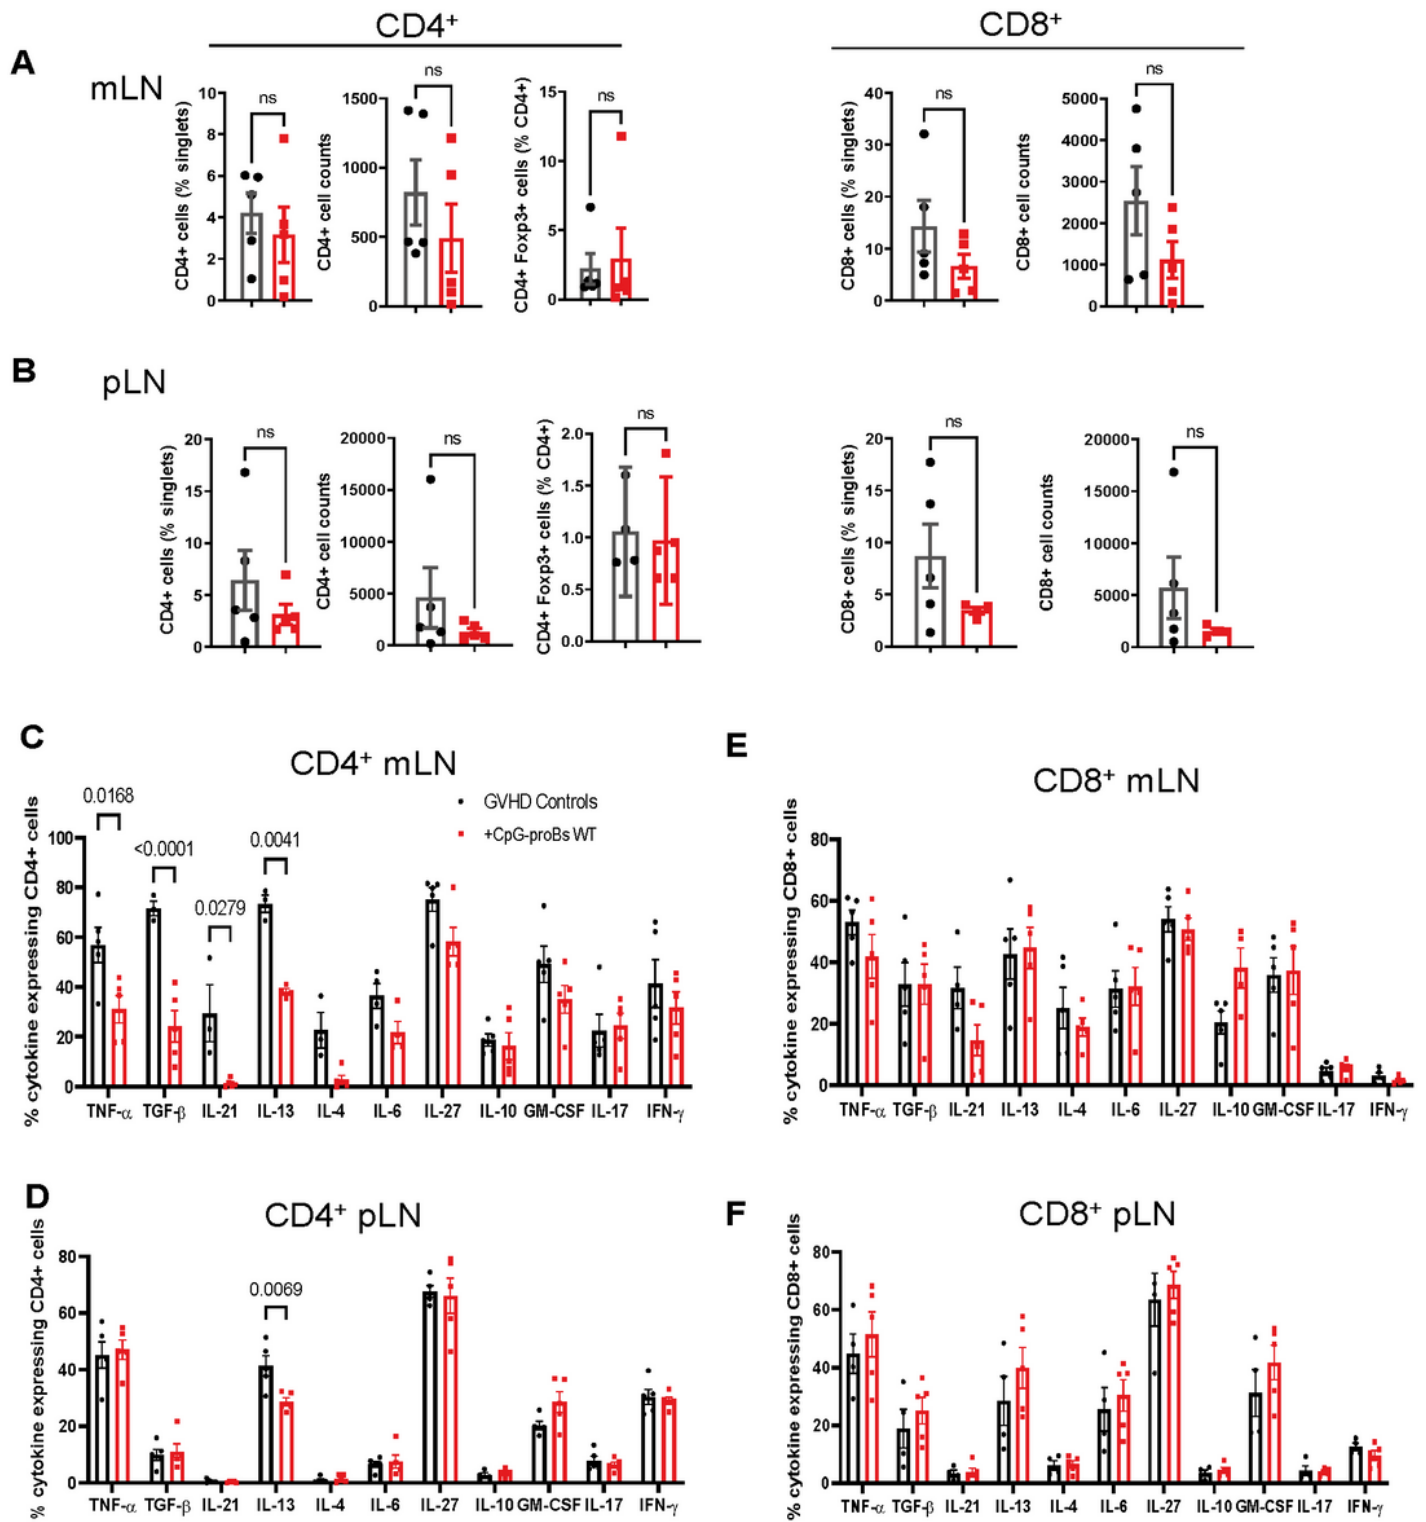 CD4+
CD8+
A
mLN
CD4+ cells (% singlets)
10
8
6
4
2
0
ns
CD4+ cell counts
1500
1000
500
0
ns
CD4+ Foxp3+ cells (% CD4+)
15
10
5
0
ns
CD8+ cells (% singlets)
40
30
20
10
0
ns
CD8+ cell counts
5000
4000
3000
2000
1000
0
ns
B
pLN
CD4+ cells (% singlets)
20
15
10
5
0
ns
CD4+ cell counts
20000
15000
10000
5000
0
ns
CD4+ Foxp3+ cells (% CD4+)
2.0
1.5
1.0
0.5
0.0
ns
CD8+ cells (% singlets)
20
15
10
5
0
ns
CD8+ cell counts
20000
15000
10000
5000
0
ns
C
CD4+ mLN
% cytokine expressing CD4+ cells
100
80
60
40
20
0
0.0168
<0.0001
0.0279
0.0041
GVHD Controls
+CpG-proBs WT
TNF-α TGF-β IL-21 IL-13 IL-4 IL-6 IL-27 IL-10 GM-CSF IL-17 IFN-γ
E
CD8+ mLN
% cytokine expressing CD8+ cells
80
60
40
20
0
TNF-α TGF-β IL-21 IL-13 IL-4 IL-6 IL-27 IL-10 GM-CSF IL-17 IFN-γ
D
CD4+ pLN
% cytokine expressing CD4+ cells
80
60
40
20
0
0.0069
TNF-α TGF-β IL-21 IL-13 IL-4 IL-6 IL-27 IL-10 GM-CSF IL-17 IFN-γ
F
CD8+ pLN
% cytokine expressing CD8+ cells
80
60
40
20
0
TNF-α TGF-β IL-21 IL-13 IL-4 IL-6 IL-27 IL-10 GM-CSF IL-17 IFN-γ